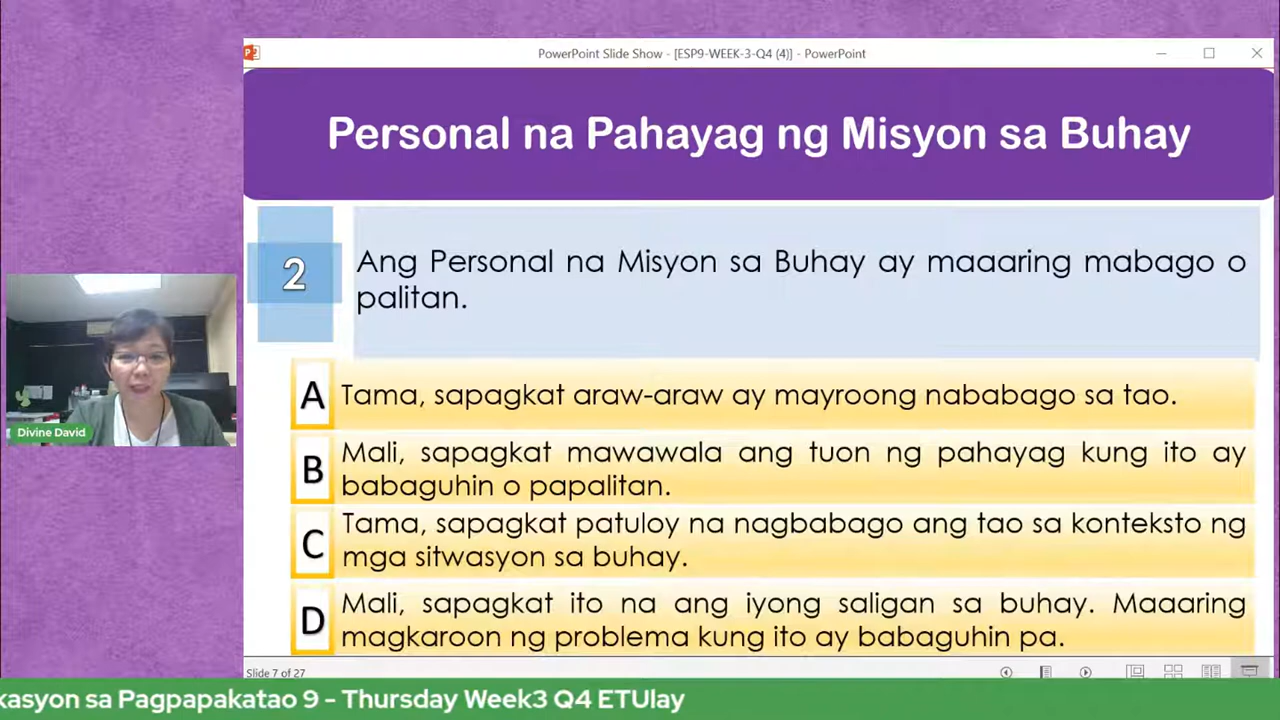 PowerPoint Slide Show - [ESP9-WEEK-3-Q4 (4)] - PowerPoint
Personal na Pahayag ng Misyon sa Buhay
2
Ang Personal na Misyon sa Buhay ay maaaring mabago o
palitan.
A
Tama, sapagkat araw-araw ay mayroong nababago sa tao.
B
Mali, sapagkat mawawala ang tuon ng pahayag kung ito ay
babaguhin o papalitan.
C
Tama, sapagkat patuloy na nagbabago ang tao sa konteksto ng
mga sitwasyon sa buhay.
D
Mali, sapagkat ito na ang iyong saligan sa buhay. Maaaring
magkaroon ng problema kung ito ay babaguhin pa.
Divine David
Slide 7 of 27
kasyon sa Pagpapakatao 9 - Thursday Week3 Q4 ETUlay